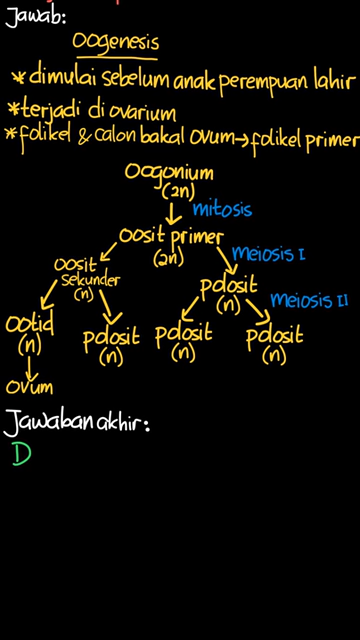 Jawab:
Oogenesis
* dimulai sebelum anak perempuan lahir
* terjadi di ovarium
* folikel & calon bakal ovum → folikel primer
Oogonium
(2n)
mitosis
Oosit primer
(2n)
meiosis I
Oosit
sekunder
(n)
polosit
(n)
meiosis II
Ootid
(n)
polosit
(n)
polosit
(n)
polosit
(n)
Ovum
Jawaban akhir:
D